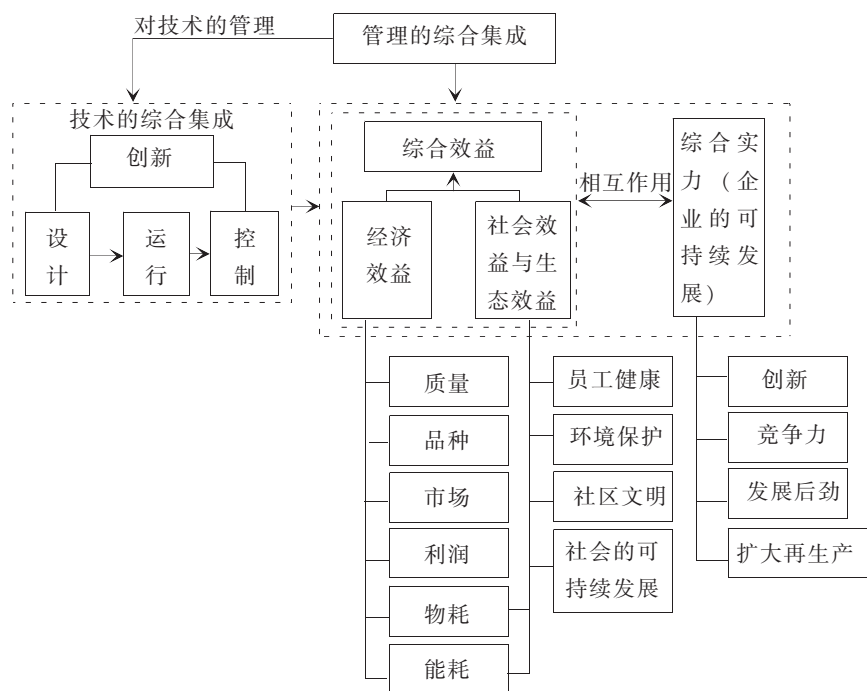 对技术的管理
管理的综合集成
技术的综合集成
创新
设
计
运
行
控
制
综合效益
经济
效益
社会效
益与生
态效益
相互作用
综合实
力（企
业的可
持续发
展）
质量
品种
市场
利润
物耗
能耗
员工健康
环境保护
社区文明
社会的可
持续发展
创新
竞争力
发展后劲
扩大再生产